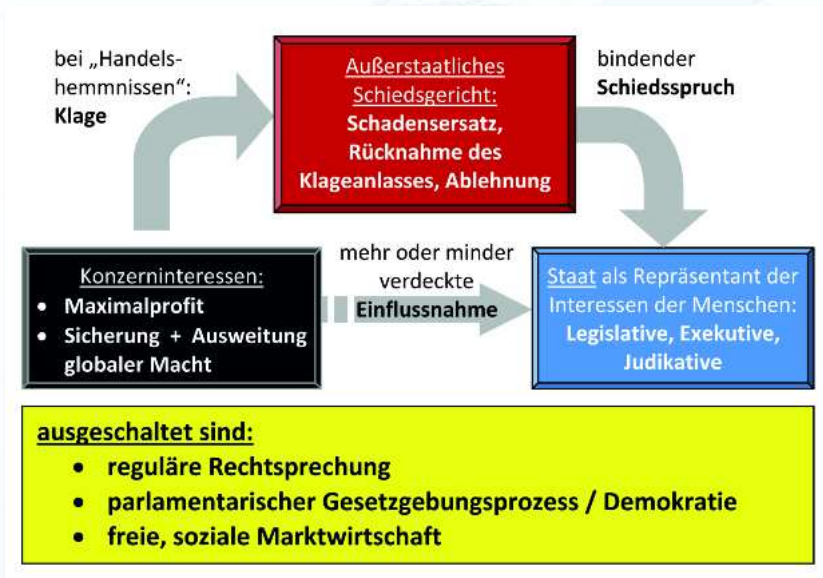 bei „Handels-
hemmnissen“:
Klage
Außerstaatliches
Schiedsgericht:
Schadensersatz,
Rücknahme des
Klageanlasses, Ablehnung
bindender
Schiedsspruch
Konzerninteressen:
• Maximalprofit
• Sicherung + Ausweitung
globaler Macht
mehr oder minder
verdeckte
Einflussnahme
Staat als Repräsentant der
Interessen der Menschen:
Legislative, Exekutive,
Judikative
ausgeschaltet sind:
• reguläre Rechtsprechung
• parlamentarischer Gesetzgebungsprozess / Demokratie
• freie, soziale Marktwirtschaft